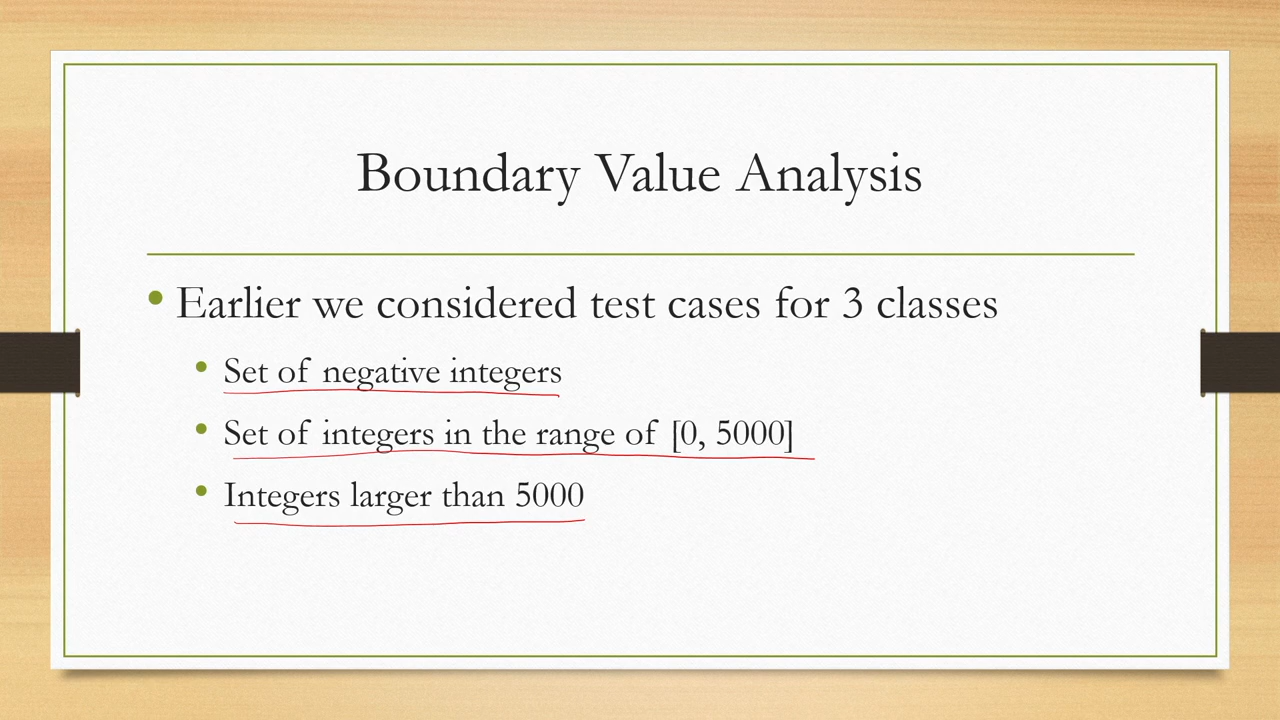 Boundary Value Analysis
• Earlier we considered test cases for 3 classes
• Set of negative integers
• Set of integers in the range of [0, 5000]
• Integers larger than 5000